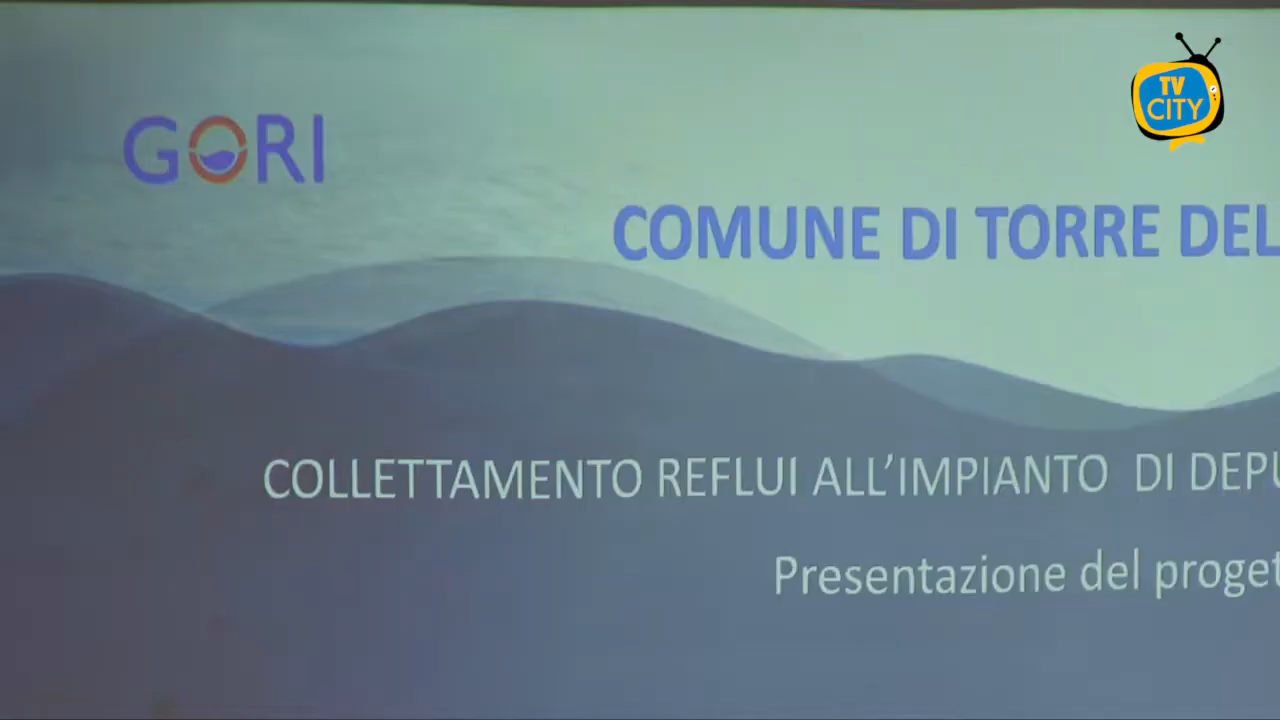 TV
CITY
GORI
COMUNE DI TORRE DEL
COLLETTAMENTO REFLUI ALL’IMPIANTO DI DEPU
Presentazione del proget